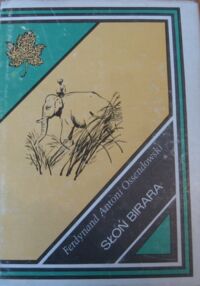 Ferdynand Antoni Ossendowski
SŁOŃ BIRARA